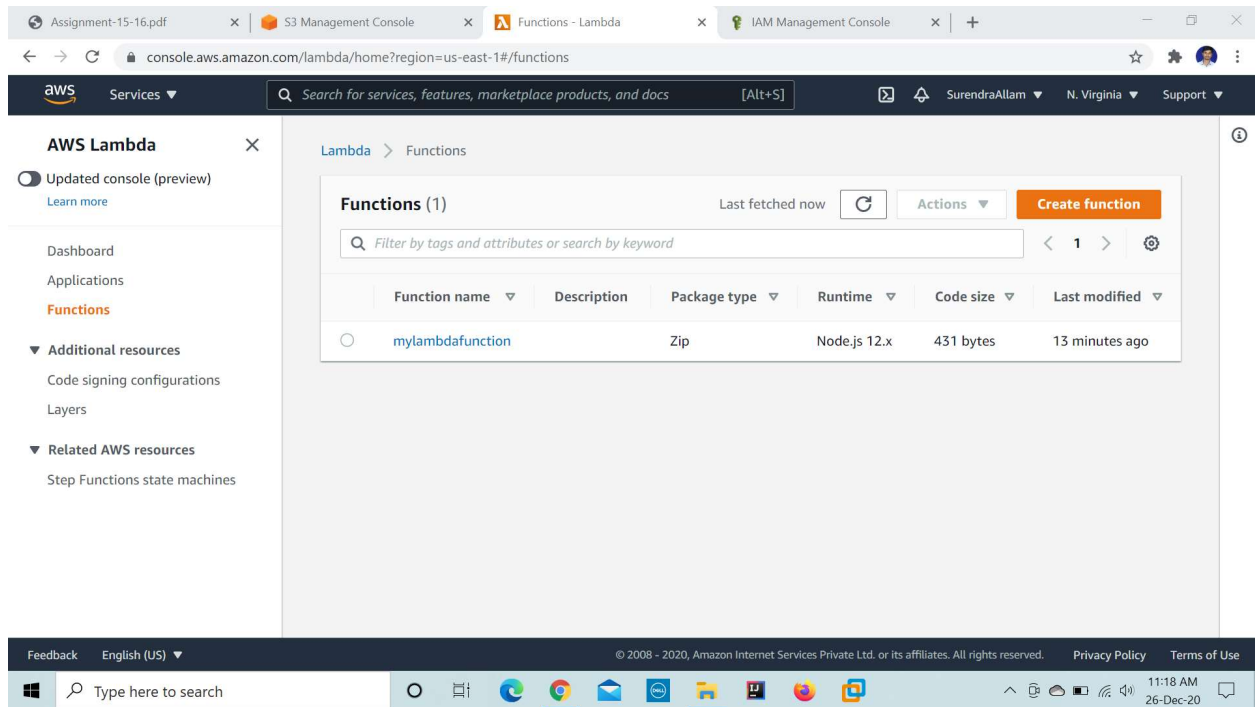 Assignment-15-16.pdf S3 Management Console Functions - Lambda IAM Management Console
console.aws.amazon.com/lambda/home?region=us-east-1#/functions
aws Services Search for services, features, marketplace products, and docs [Alt+S] SurendraAllam N. Virginia Support
AWS Lambda
Updated console (preview)
Learn more
Dashboard
Applications
Functions
Additional resources
Code signing configurations
Layers
Related AWS resources
Step Functions state machines
Lambda > Functions
Functions (1) Last fetched now Actions Create function
Filter by tags and attributes or search by keyword < 1 >
Function name Description Package type Runtime Code size Last modified
mylambdafunction Zip Node.js 12.x 431 bytes 13 minutes ago
Feedback English (US) © 2008 - 2020, Amazon Internet Services Private Ltd. or its affiliates. All rights reserved. Privacy Policy Terms of Use
Type here to search DELL 11:18 AM
26-Dec-20